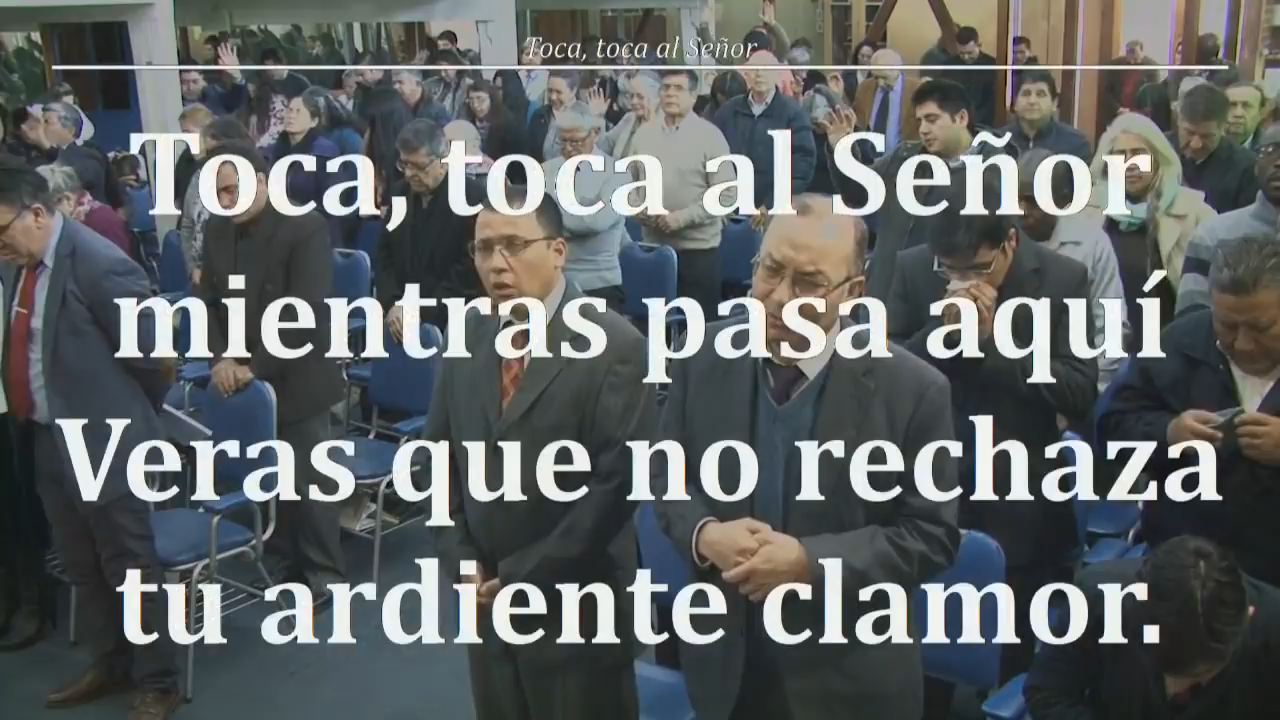 Toca, toca al Señor
Toca, toca al Señor
mientras pasa aquí
Veras que no rechaza
tu ardiente clamor.